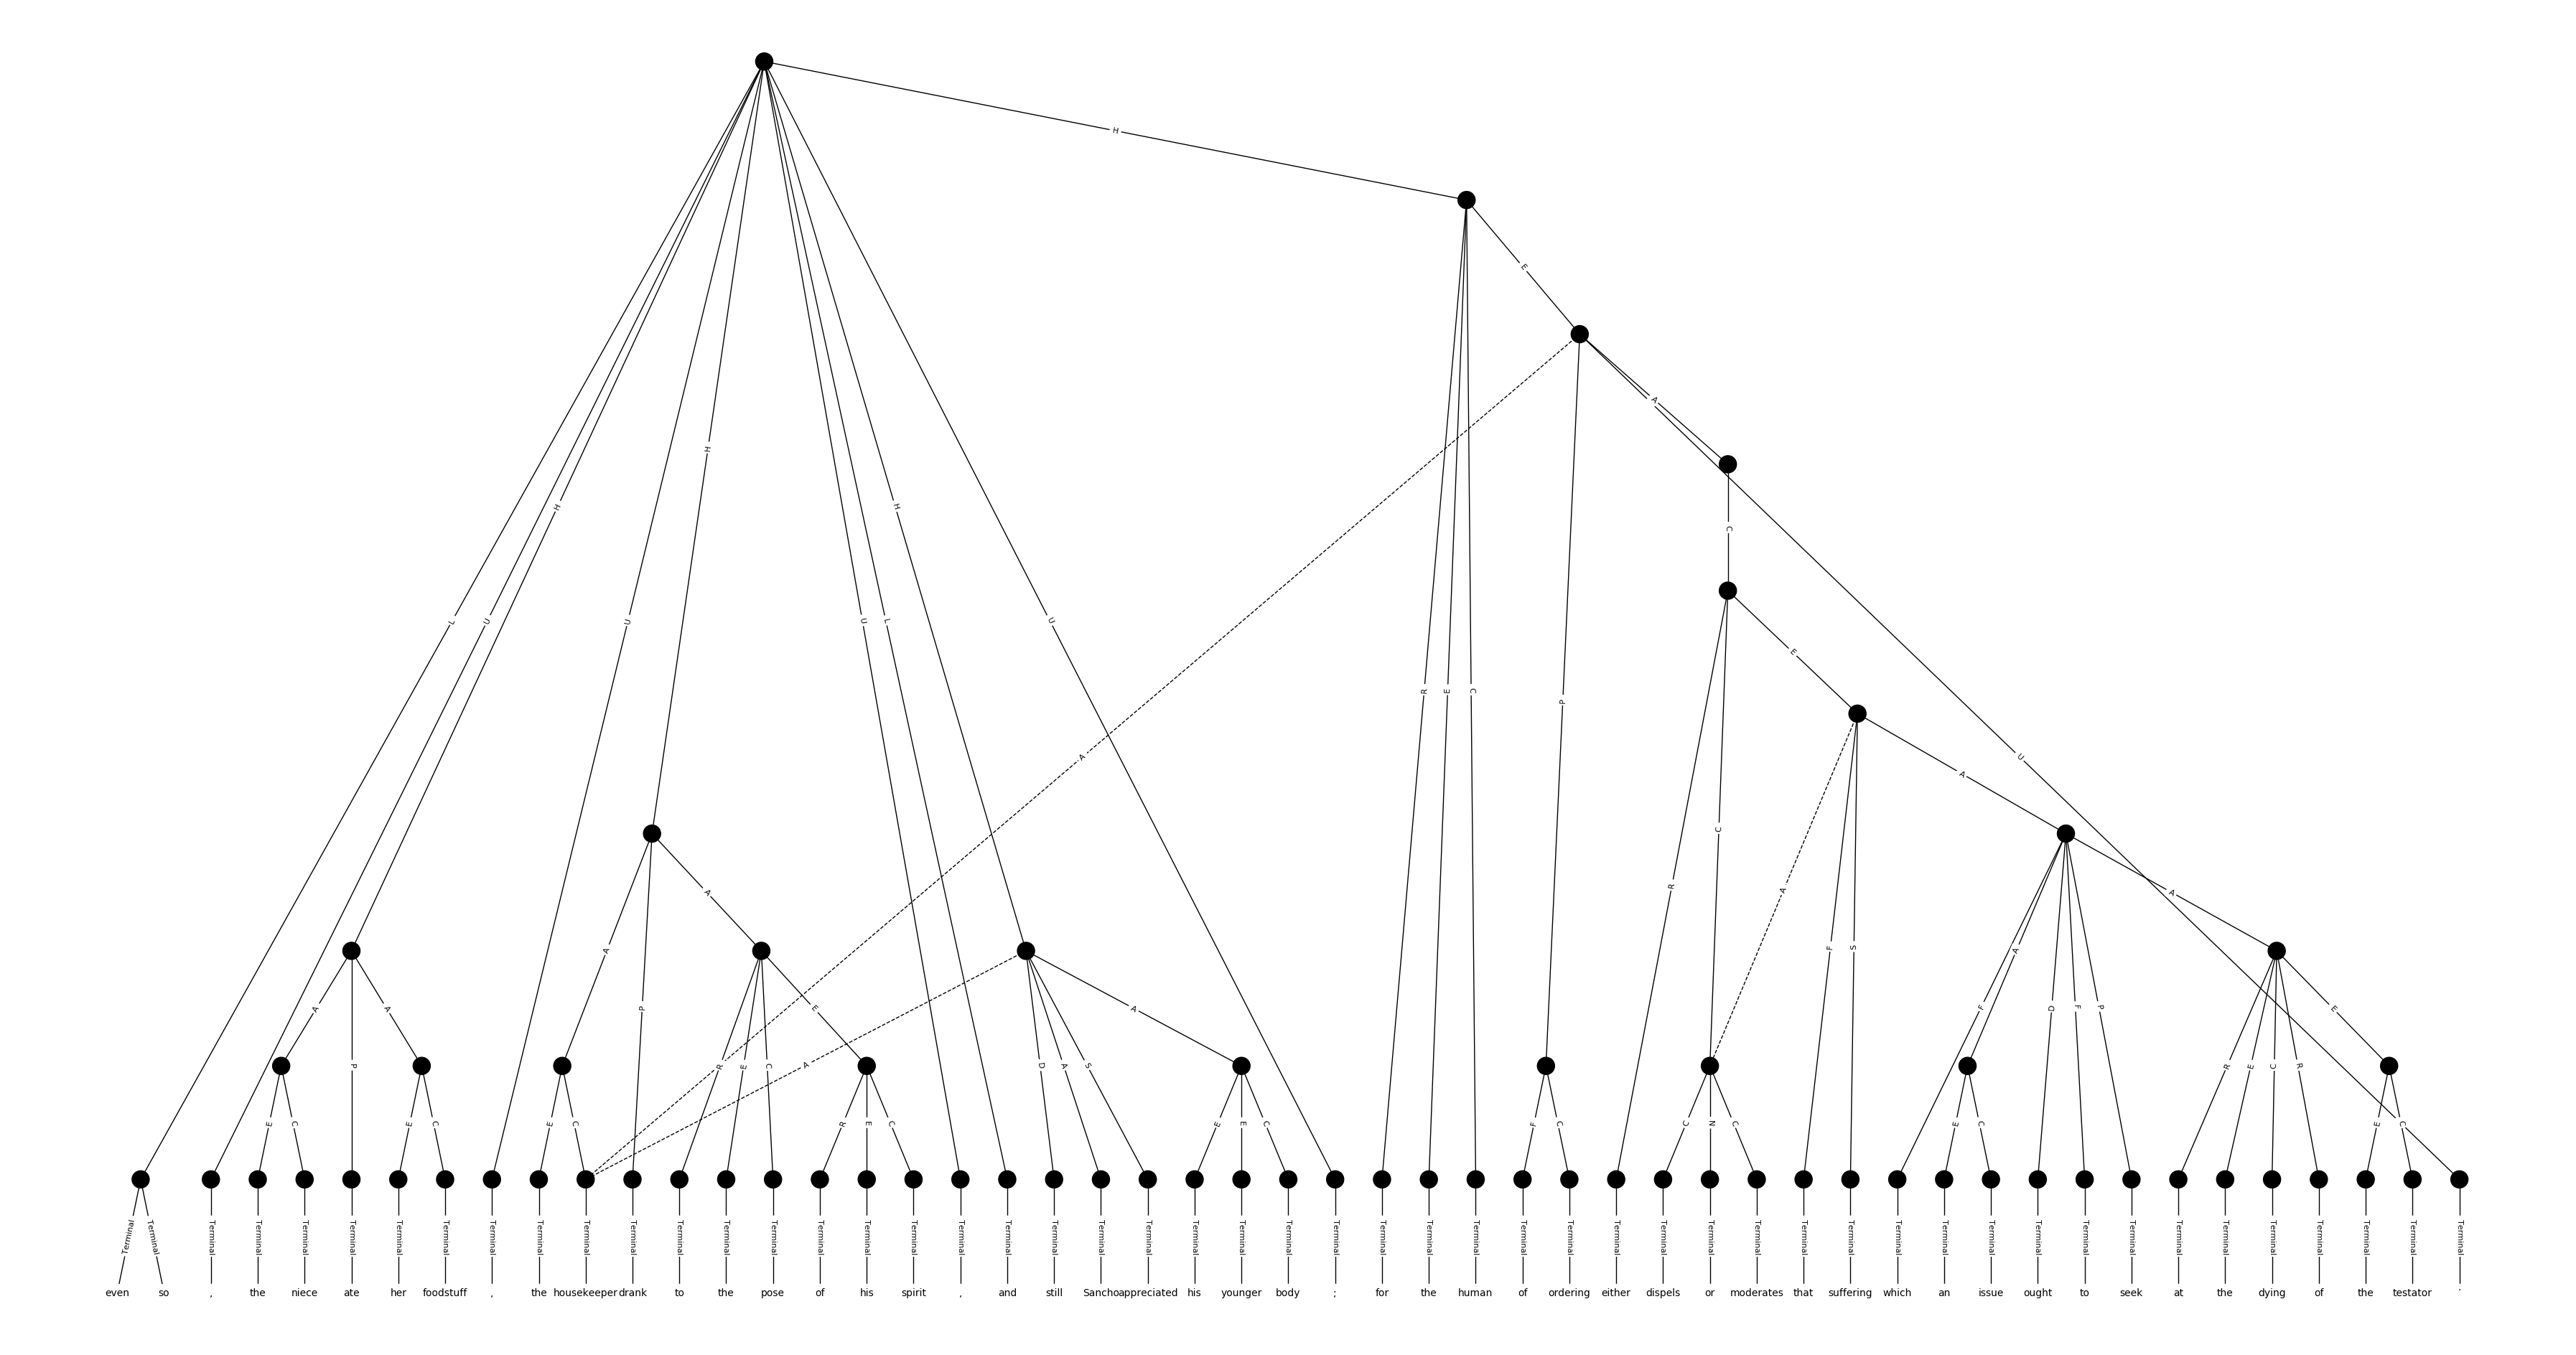 H
E
A
H
C
H H
L U U U L U E U
R E C
P
A
C
R
A
A
A A
A F S
A P A E A F A D F P E
A P A R E C A D A S R E C R
E C E C E C R E C E E C F C C N C E C E C
Terminal Terminal Terminal Terminal Terminal Terminal Terminal Terminal Terminal Terminal Terminal Terminal Terminal Terminal Terminal Terminal Terminal Terminal Terminal Terminal Terminal Terminal Terminal Terminal Terminal Terminal Terminal Terminal Terminal Terminal Terminal Terminal Terminal Terminal Terminal Terminal Terminal Terminal Terminal Terminal Terminal Terminal Terminal Terminal Terminal Terminal Terminal Terminal Terminal Terminal Terminal
even so , the niece ate her foodstuff , the housekeeper drank to the pose of his spirit , and still Sancho appreciated his younger body ; for the human of ordering either dispels or moderates that suffering which an issue ought to seek at the dying of the testator .